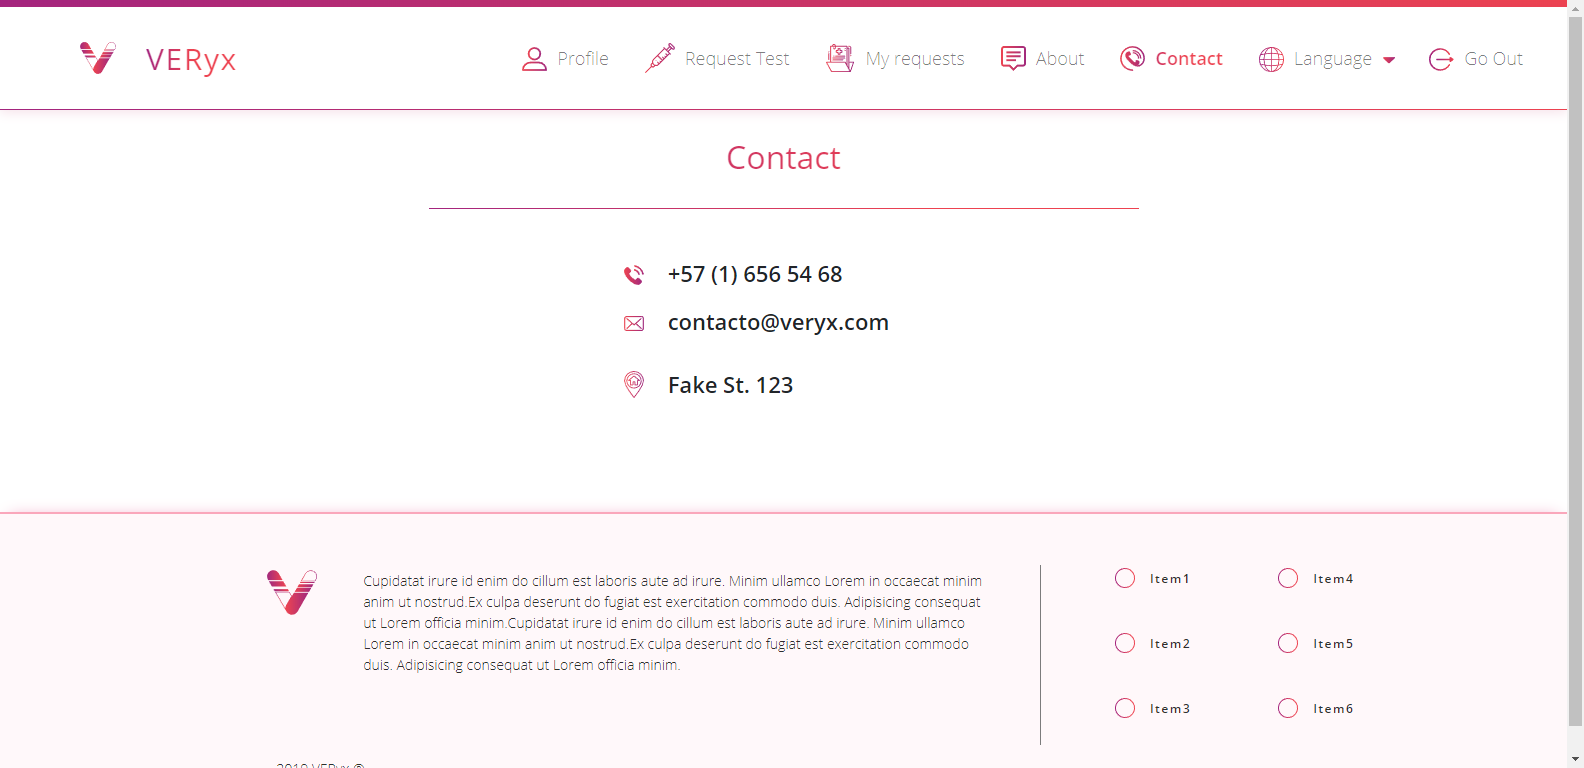 VERyx
Profile
Request Test
My requests
About
Contact
Language
Go Out
Contact
+57 (1) 656 54 68
contacto@veryx.com
Fake St. 123
Cupidatat irure id enim do cillum est laboris aute ad irure. Minim ullamco Lorem in occaecat minim
anim ut nostrud.Ex culpa deserunt do fugiat est exercitation commodo duis. Adipisicing consequat
ut Lorem officia minim.Cupidatat irure id enim do cillum est laboris aute ad irure. Minim ullamco
Lorem in occaecat minim anim ut nostrud.Ex culpa deserunt do fugiat est exercitation commodo
duis. Adipisicing consequat ut Lorem officia minim.
Item1
Item2
Item3
Item4
Item5
Item6
2019 VERyx ©